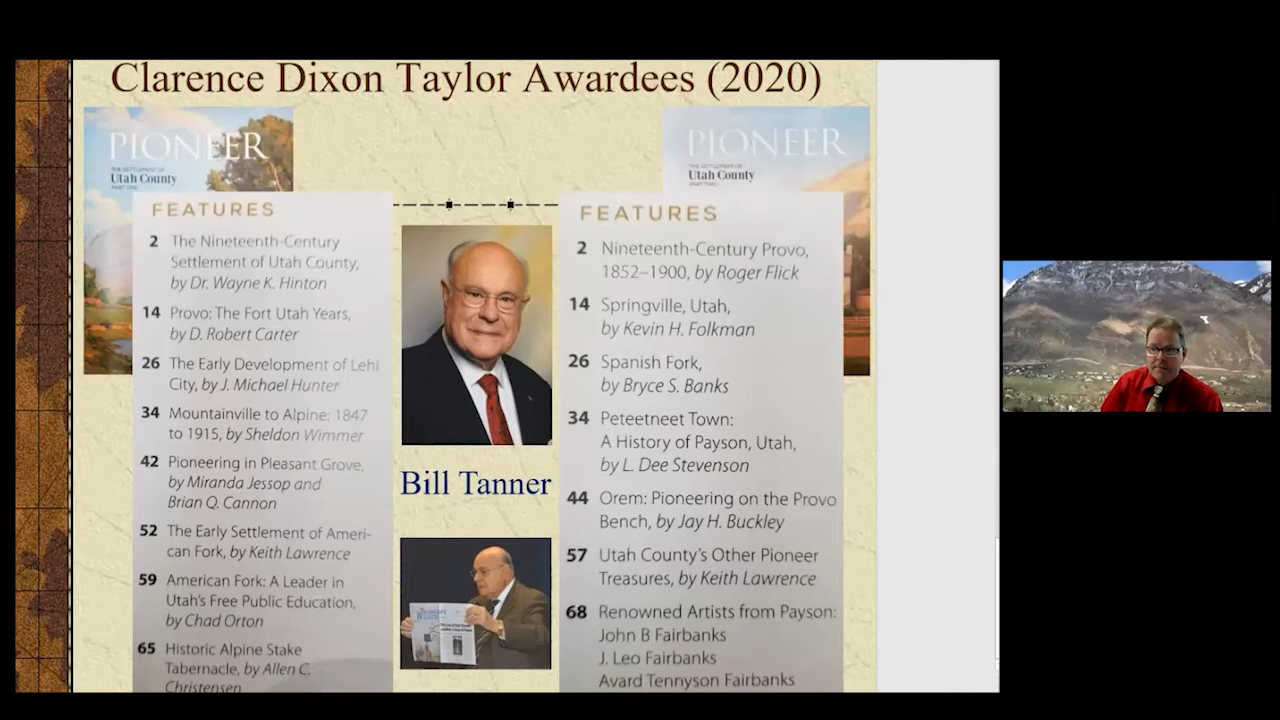 Clarence Dixon Taylor Awardees (2020)
PIONEER
THE SETTLEMENT OF
Utah County
PART ONE
FEATURES
2 The Nineteenth-Century
Settlement of Utah County,
by Dr. Wayne K. Hinton
14 Provo: The Fort Utah Years,
by D. Robert Carter
26 The Early Development of Lehi
City, by J. Michael Hunter
34 Mountainville to Alpine: 1847
to 1915, by Sheldon Wimmer
42 Pioneering in Pleasant Grove,
by Miranda Jessop and
Brian Q. Cannon
52 The Early Settlement of Ameri-
can Fork, by Keith Lawrence
59 American Fork: A Leader in
Utah's Free Public Education,
by Chad Orton
65 Historic Alpine Stake
Tabernacle, by Allen C.
Christensen
Bill Tanner
PIONEER
THE SETTLEMENT OF
Utah County
PART TWO
FEATURES
2 Nineteenth-Century Provo,
1852–1900, by Roger Flick
14 Springville, Utah,
by Kevin H. Folkman
26 Spanish Fork,
by Bryce S. Banks
34 Peteetneet Town:
A History of Payson, Utah,
by L. Dee Stevenson
44 Orem: Pioneering on the Provo
Bench, by Jay H. Buckley
57 Utah County's Other Pioneer
Treasures, by Keith Lawrence
68 Renowned Artists from Payson:
John B Fairbanks
J. Leo Fairbanks
Avard Tennyson Fairbanks
Y